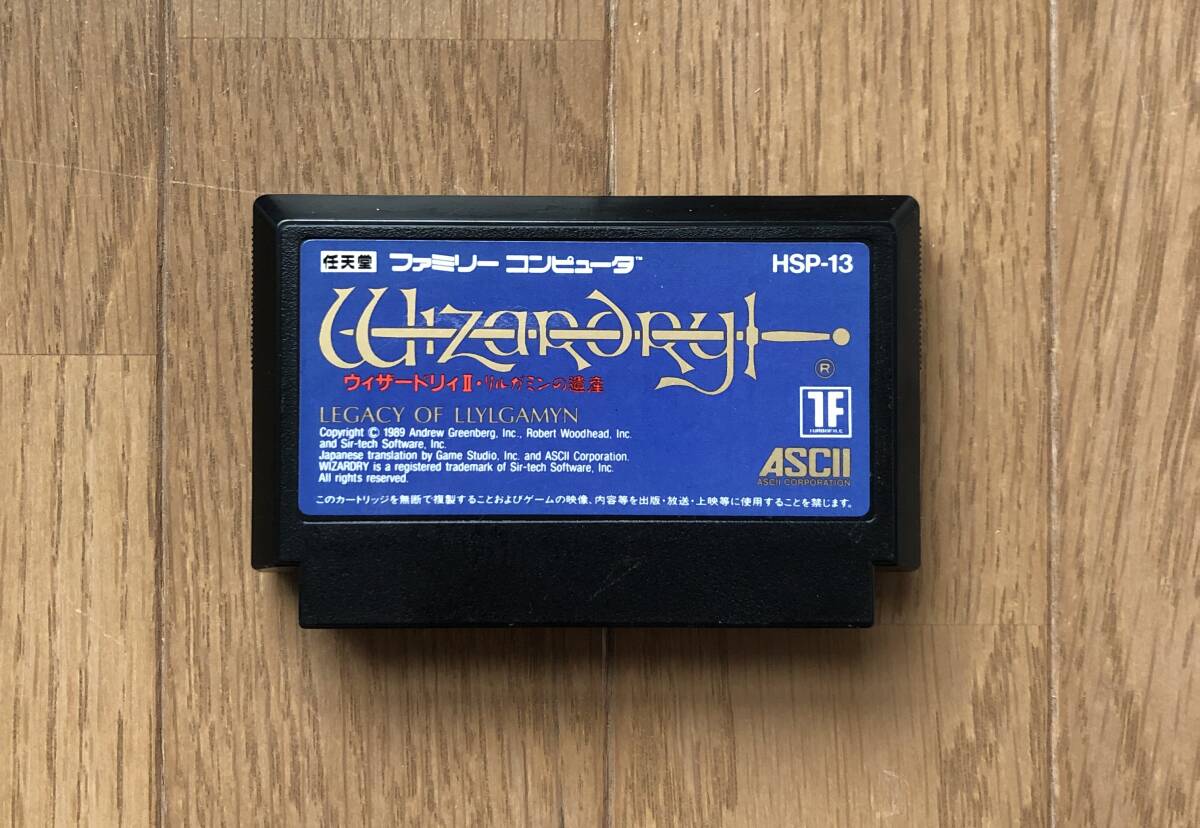 任天堂 ファミリー コンピュータ™ HSP-13
Wizardry
®
ウィザードリィII・リルガミンの遺産
LEGACY OF LLYLGAMYN
Copyright © 1989 Andrew Greenberg, Inc., Robert Woodhead, Inc.
and Sir-tech Software, Inc.
Japanese translation by Game Studio, Inc. and ASCII Corporation.
WIZARDRY is a registered trademark of Sir-tech Software, Inc.
All rights reserved.
TF
TURBOFILE
ASCII
ASCII CORPORATION
このカートリッジを無断で複製することおよびゲームの映像、内容等を出版・放送・上映等に使用することを禁じます。